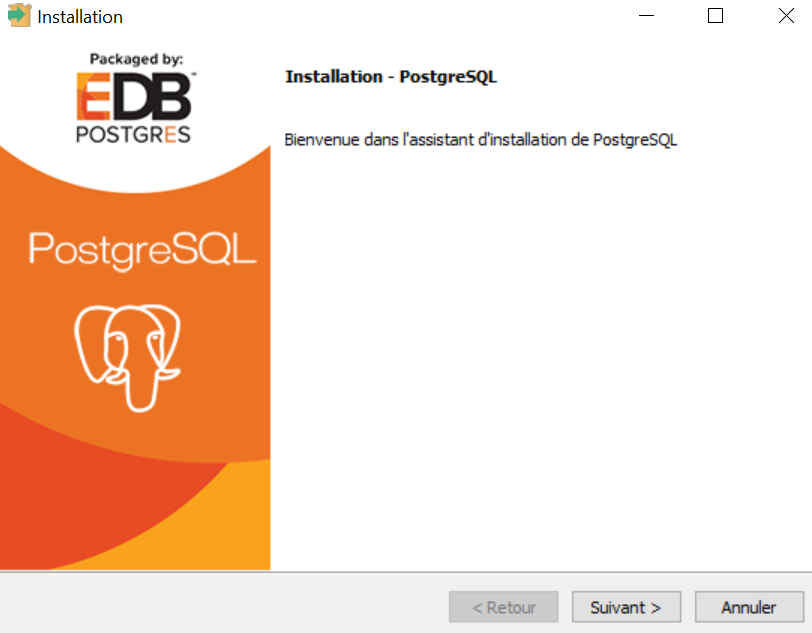 Installation
Packaged by:
EDB
POSTGRES
PostgreSQL
Installation - PostgreSQL
Bienvenue dans l'assistant d'installation de PostgreSQL
< Retour
Suivant >
Annuler